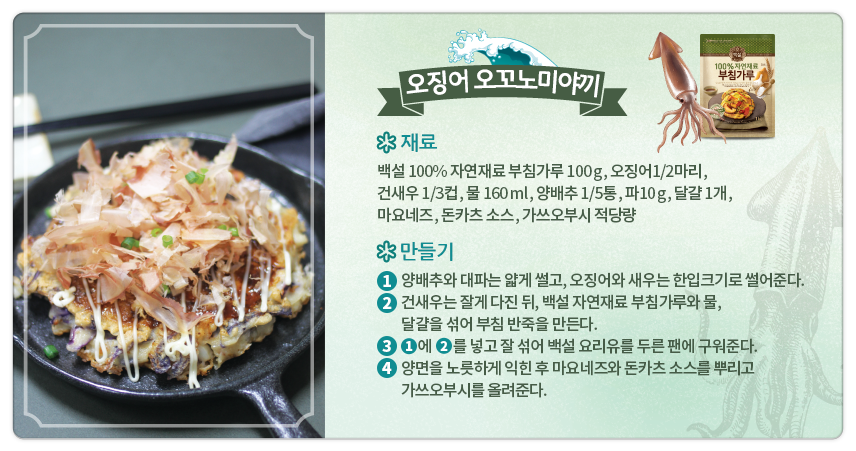 오징어 오꼬노미야끼
백설
100% 자연재료
부침가루
재료
백설 100% 자연재료 부침가루 100g, 오징어1/2마리,
건새우 1/3컵, 물 160ml, 양배추 1/5통, 파10g, 달걀 1개,
마요네즈, 돈카츠 소스, 가쓰오부시 적당량
만들기
1 양배추와 대파는 얇게 썰고, 오징어와 새우는 한입크기로 썰어준다.
2 건새우는 잘게 다진 뒤, 백설 자연재료 부침가루와 물,
달걀을 섞어 부침 반죽을 만든다.
3 1에 2를 넣고 잘 섞어 백설 요리유를 두른 팬에 구워준다.
4 양면을 노릇하게 익힌 후 마요네즈와 돈카츠 소스를 뿌리고
가쓰오부시를 올려준다.